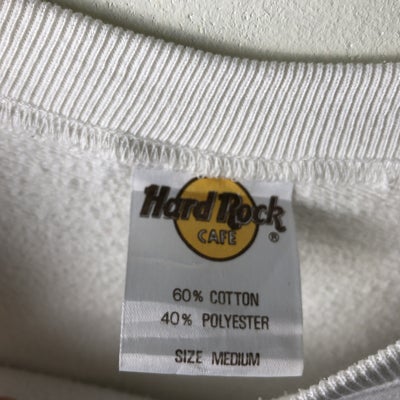 Hard Rock
CAFE ®
60% COTTON
40% POLYESTER
SIZE MEDIUM